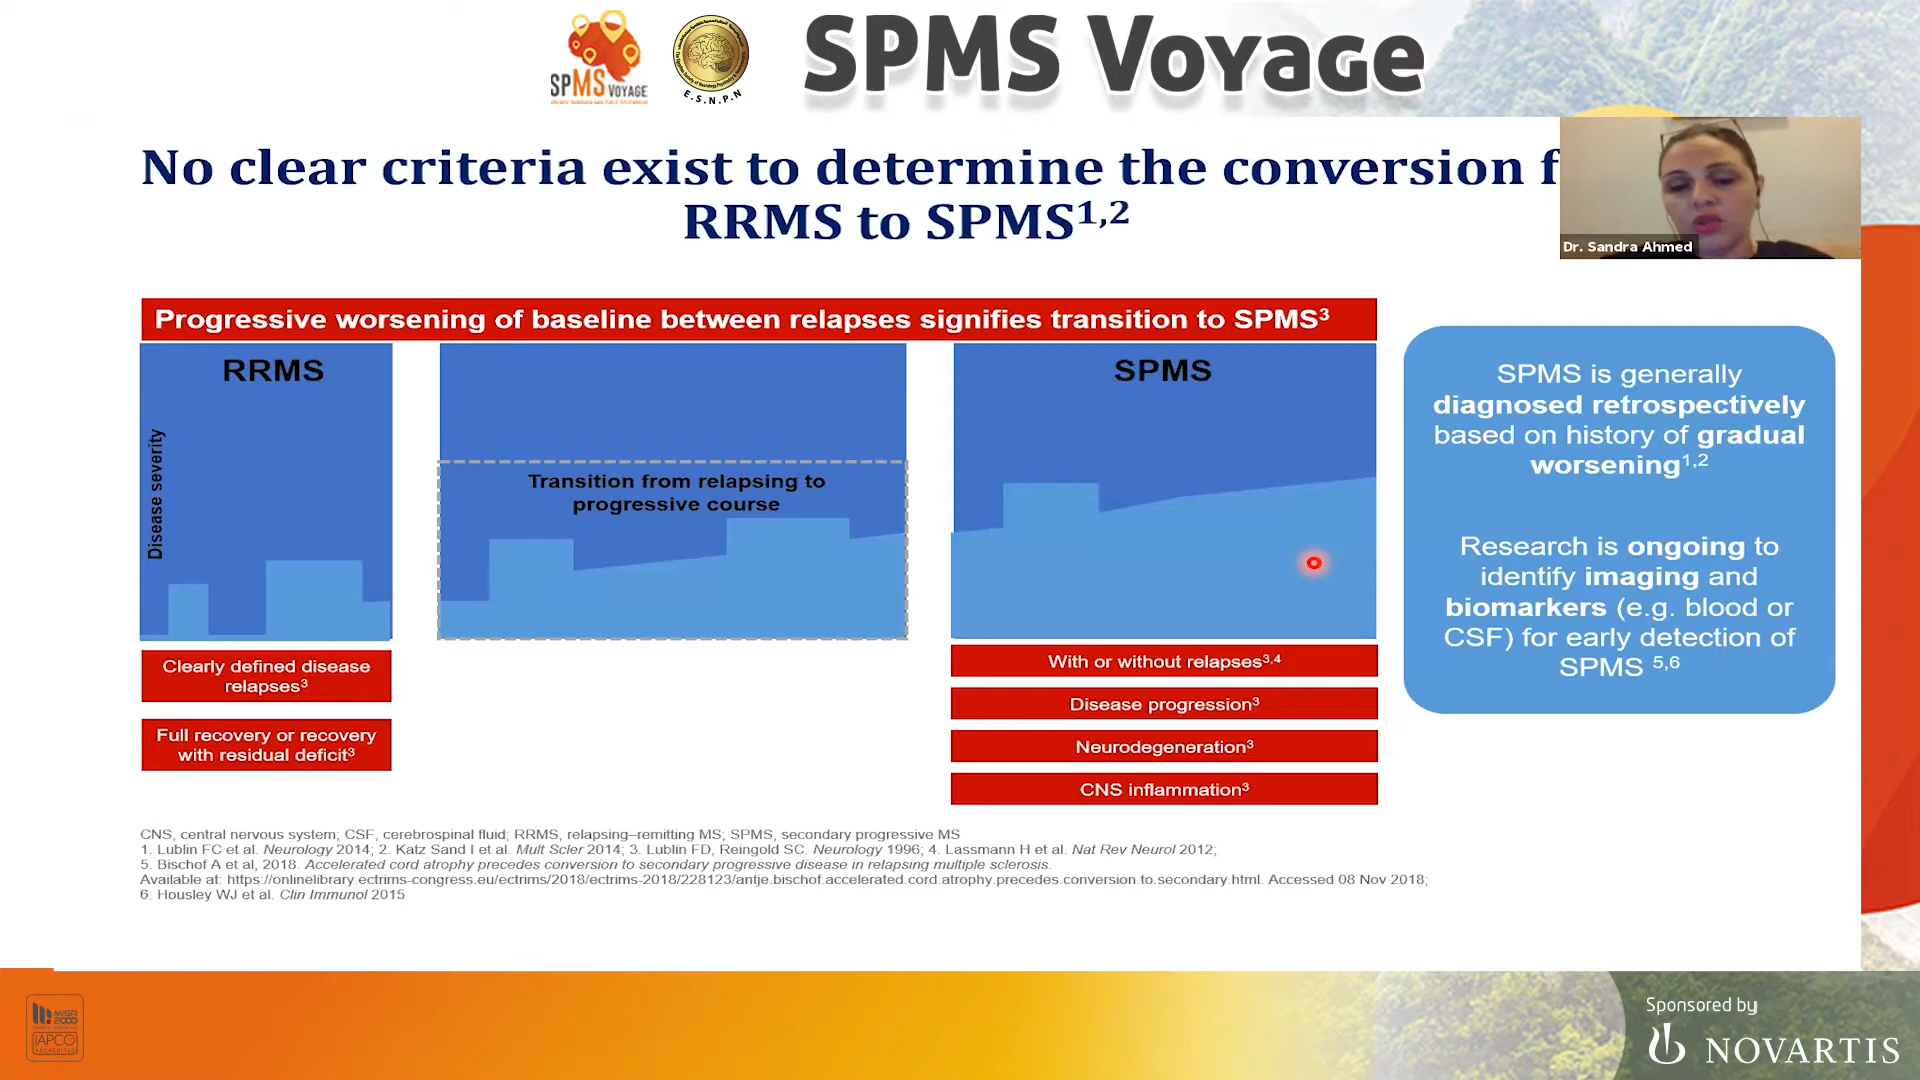 SPMS VOYAGE
E.S.N.P.N
SPMS Voyage
No clear criteria exist to determine the conversion f
RRMS to SPMS1,2
Dr. Sandra Ahmed
Progressive worsening of baseline between relapses signifies transition to SPMS3
RRMS
Disease severity
Transition from relapsing to
progressive course
SPMS
Clearly defined disease
relapses3
Full recovery or recovery
with residual deficit3
With or without relapses3,4
Disease progression3
Neurodegeneration3
CNS inflammation3
SPMS is generally
diagnosed retrospectively
based on history of gradual
worsening1,2
Research is ongoing to
identify imaging and
biomarkers (e.g. blood or
CSF) for early detection of
SPMS 5,6
CNS, central nervous system; CSF, cerebrospinal fluid; RRMS, relapsing–remitting MS; SPMS, secondary progressive MS
1. Lublin FC et al. Neurology 2014; 2. Katz Sand I et al. Mult Scler 2014; 3. Lublin FD, Reingold SC. Neurology 1996; 4. Lassmann H et al. Nat Rev Neurol 2012;
5. Bischof A et al, 2018. Accelerated cord atrophy precedes conversion to secondary progressive disease in relapsing multiple sclerosis.
Available at: https://onlinelibrary.ectrims-congress.eu/ectrims/2018/ectrims-2018/228123/antje.bischof.accelerated.cord.atrophy.precedes.conversion.to.secondary.html. Accessed 08 Nov 2018;
6. Housley WJ et al. Clin Immunol 2015
MISR
2000
IAPCO
ACCREDITED
Sponsored by
NOVARTIS